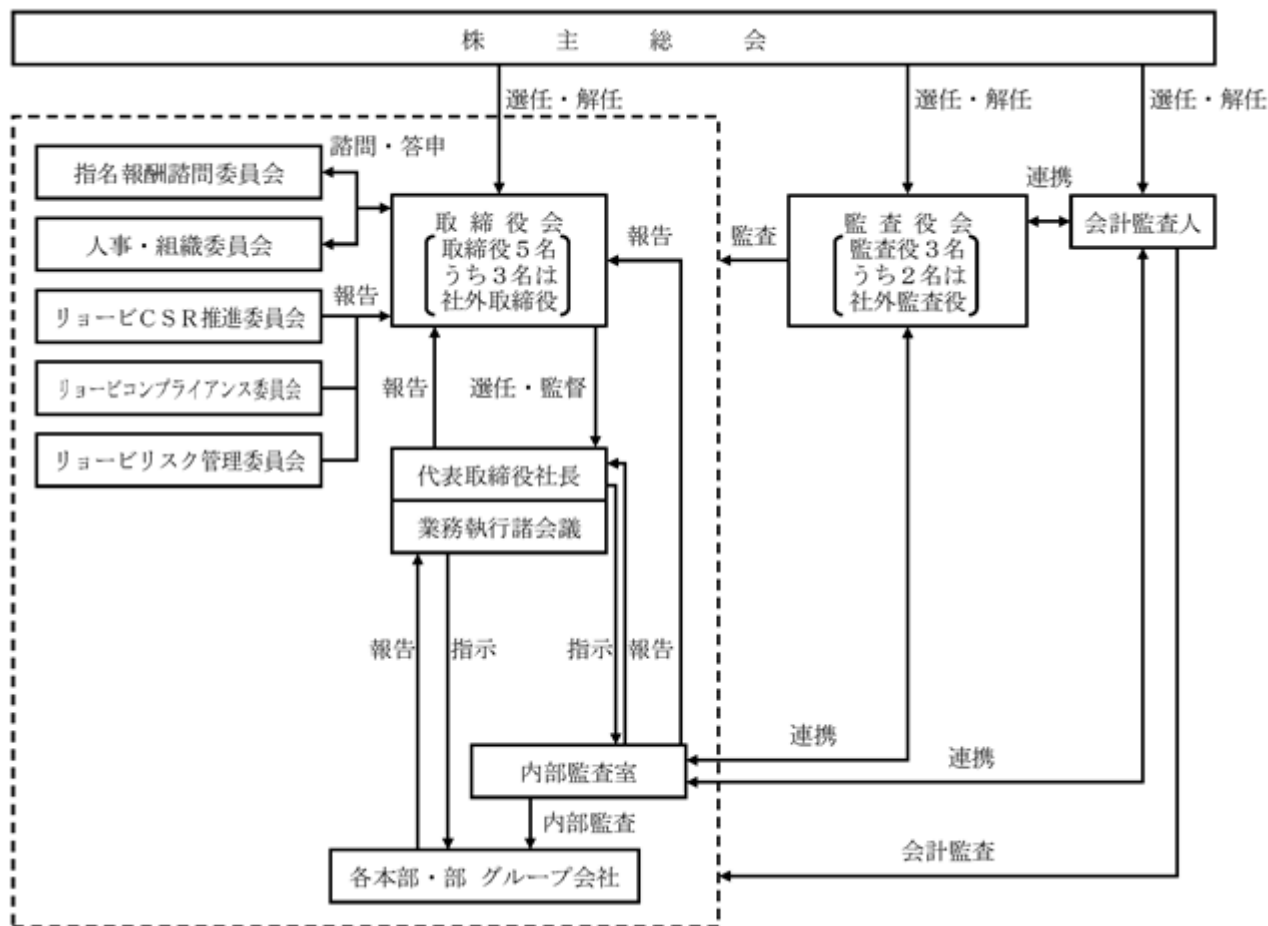 株主総会
選任・解任
選任・解任
選任・解任
諮問・答申
指名報酬諮問委員会
人事・組織委員会
リョービCSR推進委員会
リョービコンプライアンス委員会
リョービリスク管理委員会
報告
取締役会
取締役5名
うち3名は
社外取締役
報告
監査
監査役会
監査役3名
うち2名は
社外監査役
連携
会計監査人
報告
選任・監督
代表取締役社長
業務執行諸会議
報告
指示
指示
報告
連携
連携
内部監査室
内部監査
会計監査
各本部・部 グループ会社